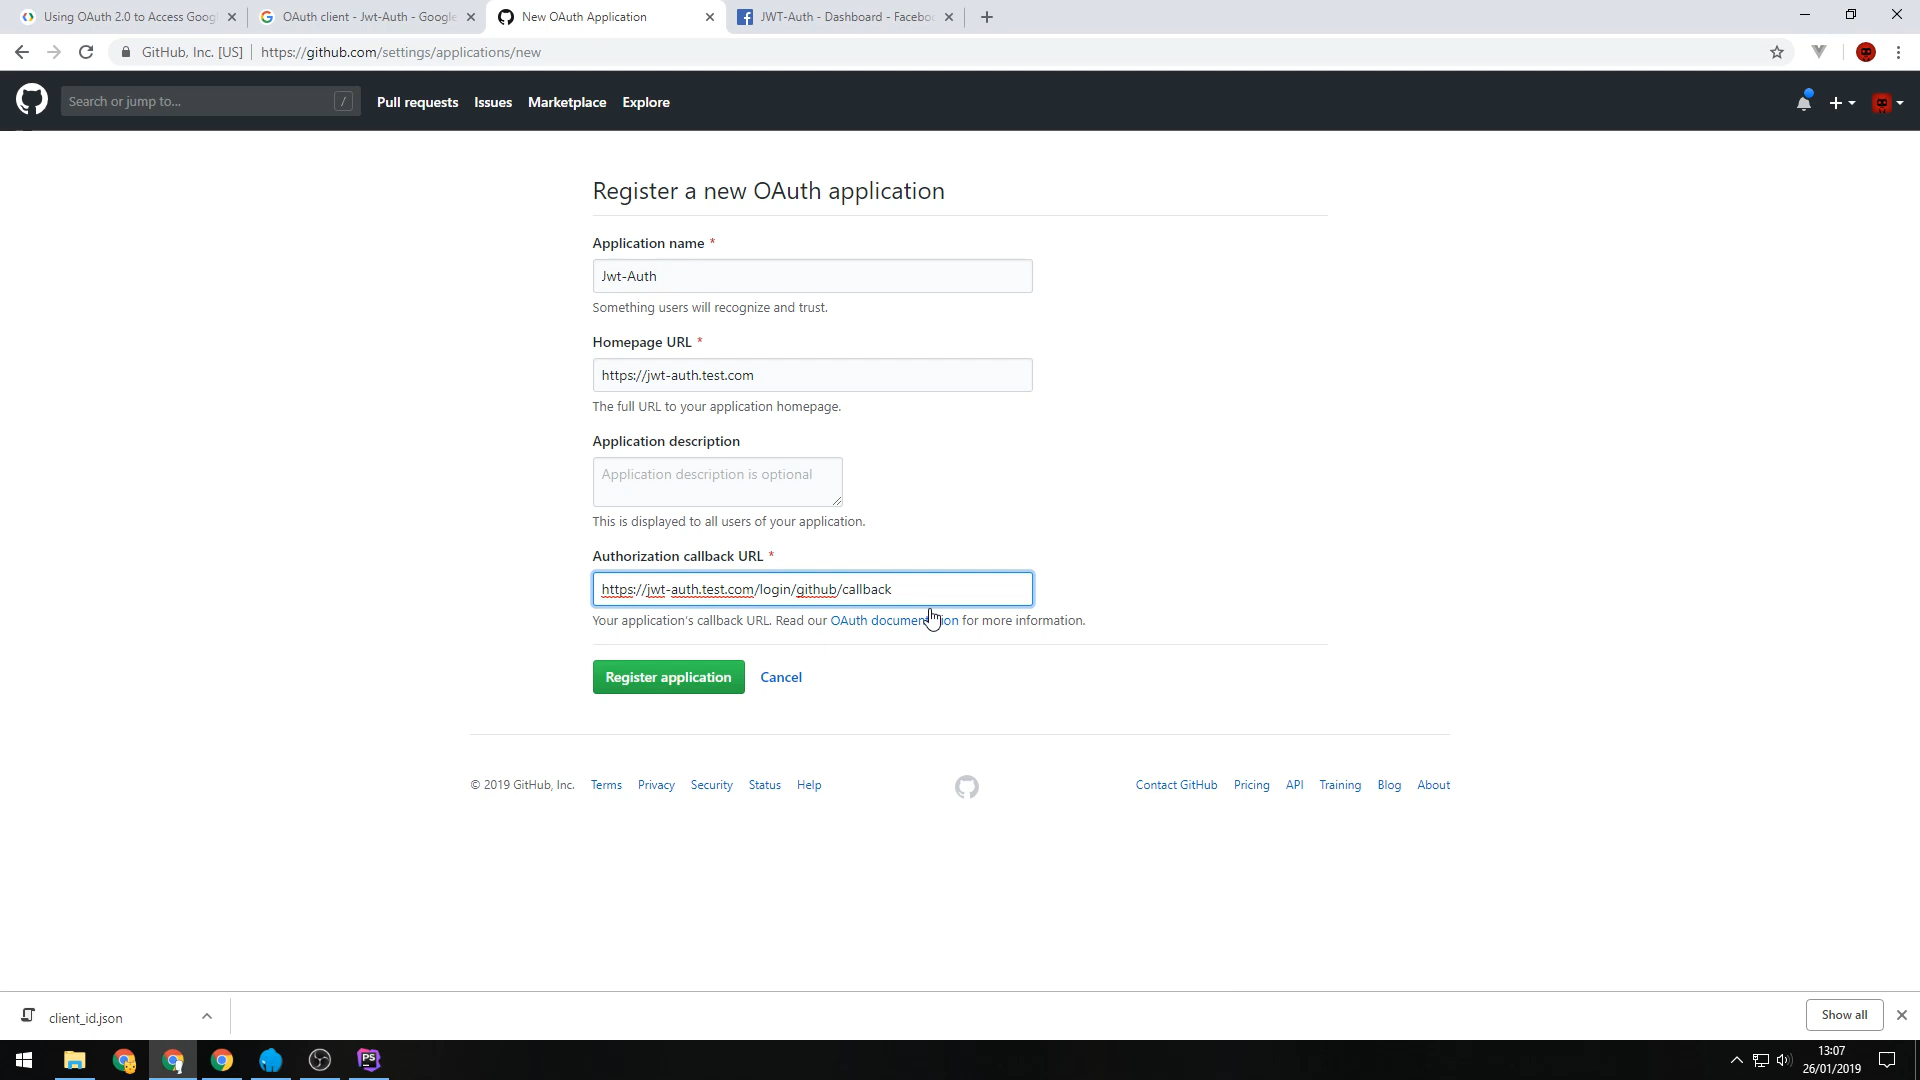 Using OAuth 2.0 to Access Goog
OAuth client - Jwt-Auth - Google
New OAuth Application
JWT-Auth - Dashboard - Faceboo
GitHub, Inc. [US]
https://github.com/settings/applications/new
Search or jump to...
/
Pull requests
Issues
Marketplace
Explore
Register a new OAuth application
Application name *
Jwt-Auth
Something users will recognize and trust.
Homepage URL *
https://jwt-auth.test.com
The full URL to your application homepage.
Application description
Application description is optional
This is displayed to all users of your application.
Authorization callback URL *
https://jwt-auth.test.com/login/github/callback
Your application's callback URL. Read our OAuth documentation for more information.
Register application
Cancel
© 2019 GitHub, Inc.
Terms
Privacy
Security
Status
Help
Contact GitHub
Pricing
API
Training
Blog
About
client_id.json
Show all
PS
13:07
26/01/2019